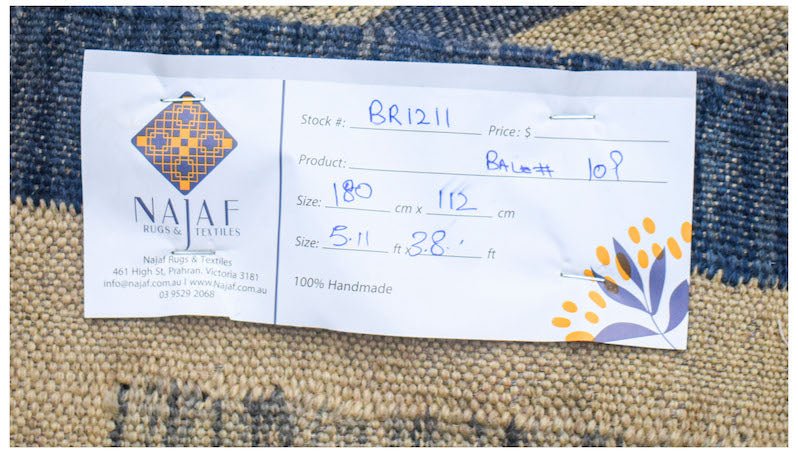 NAJAF
RUGS & TEXTILES
Najaf Rugs & Textiles
461 High St, Prahran. Victoria 3181
info@najaf.com.au | www.Najaf.com.au
03 9529 2068
Stock #: BR1211 Price: $
Product: BALE# 109
Size: 180 cm x 112 cm
Size: 5.11 ft x 3.8 ft
100% Handmade